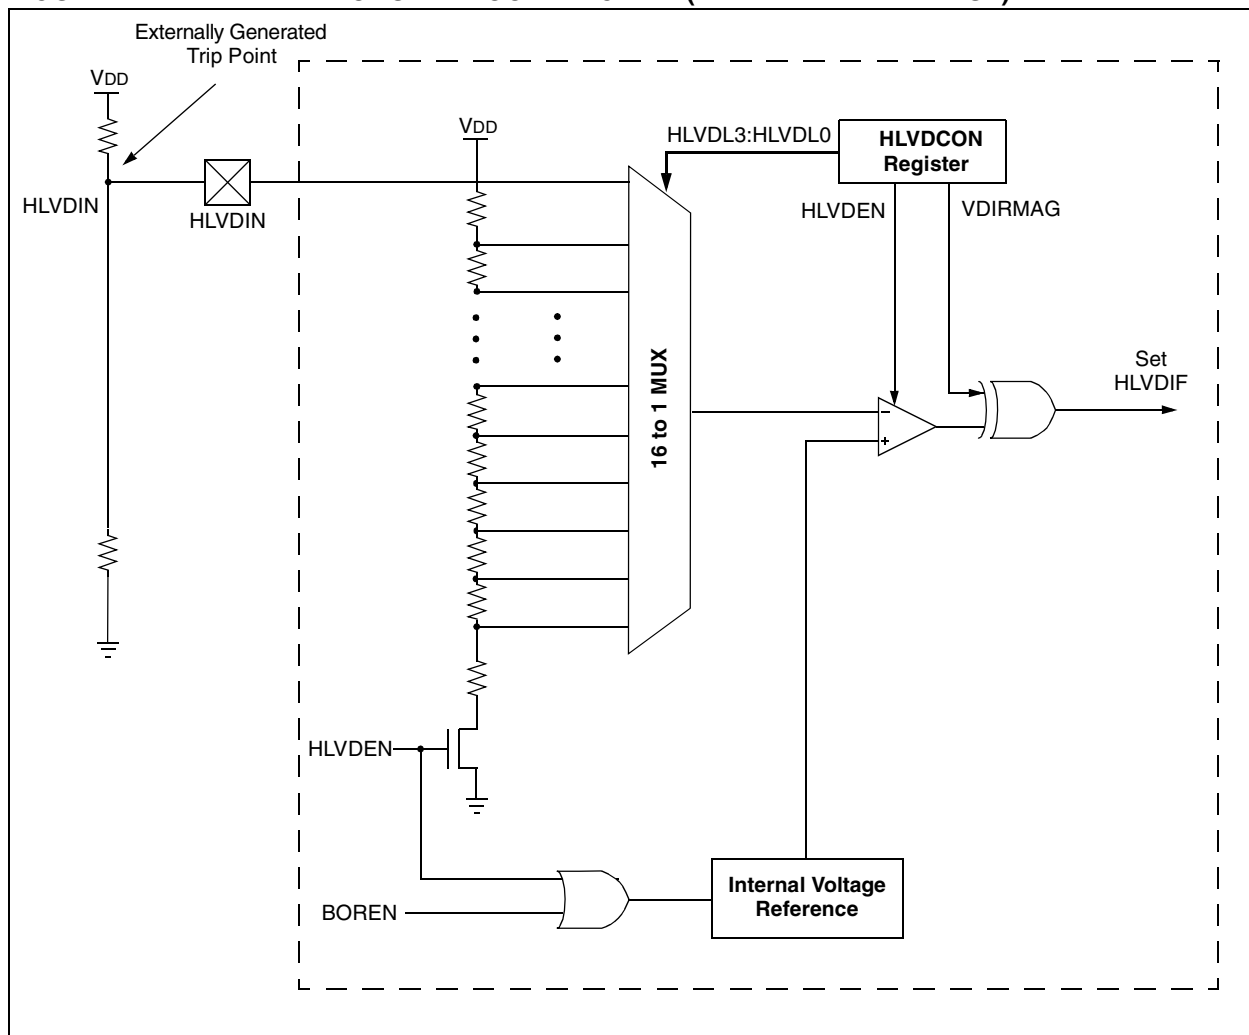 Externally Generated
Trip Point
VDD
VDD
HLVDL3:HLVDL0
HLVDCON
Register
HLVDIN
HLVDIN
HLVDEN
VDIRMAG
16 to 1 MUX
Set
HLVDIF
–
+
HLVDEN
BOREN
Internal Voltage
Reference